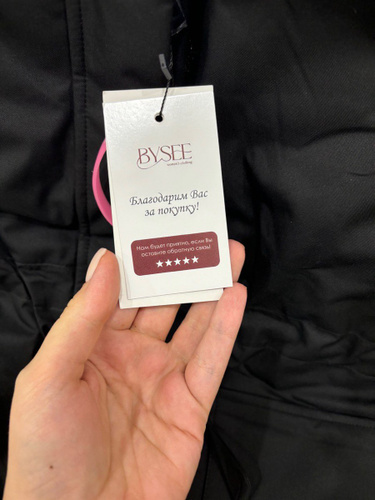 BYSEE
Благодарим Вас
за покупку!
Нам будет приятно, если Вы
оставите обратную связь!